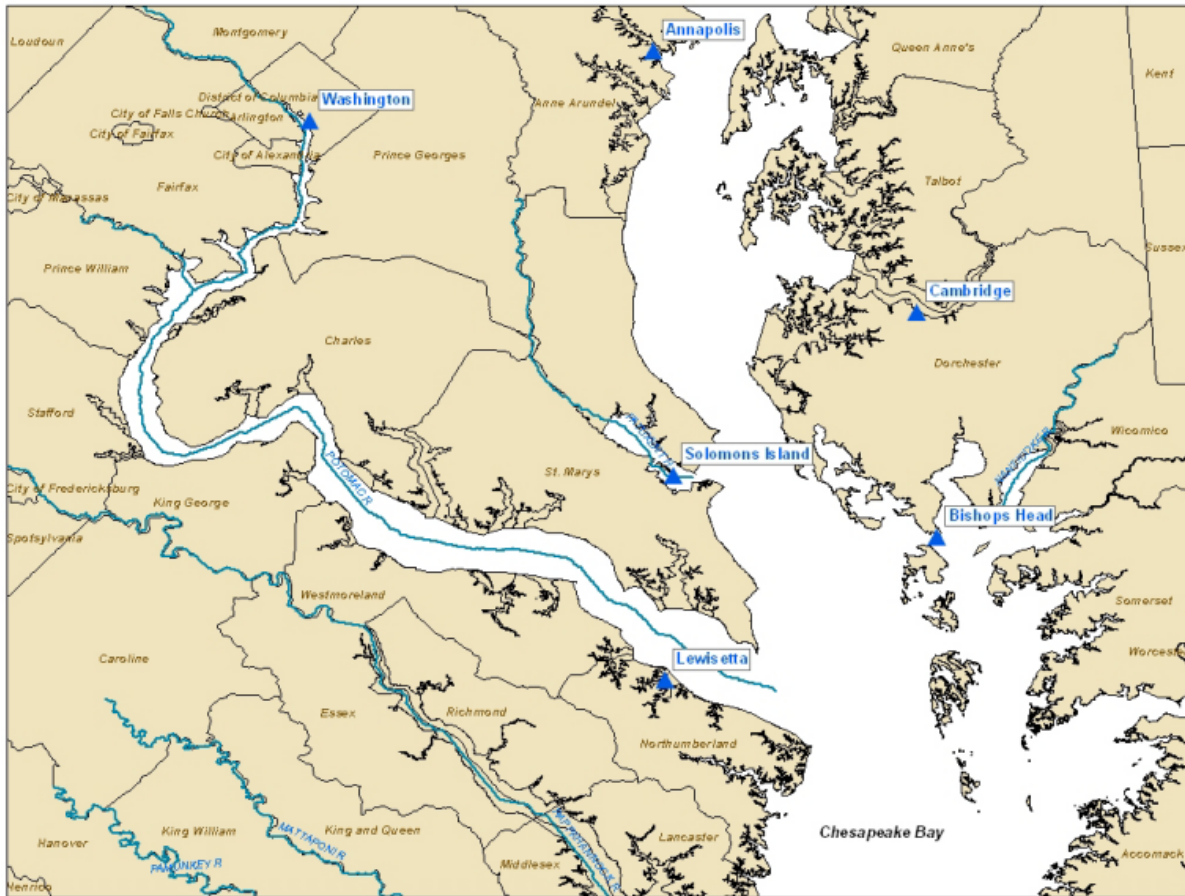 Montgomery
Loudoun
Annapolis
Queen Anne's
Kent
Washington
District of Columbia
Anne Arundel
City of Falls Church
Arlington
City of Fairfax
City of Alexandria
Prince Georges
Fairfax
Talbot
City of Manassas
Sussex
Prince William
Cambridge
Charles
Dorchester
Stafford
Wicomico
Solomons Island
POTOMAC R
St. Marys
City of Fredericksburg
King George
Bishops Head
Spotsylvania
Westmoreland
Somerset
Caroline
Lewisetta
Worcester
Essex
Richmond
Northumberland
Chesapeake Bay
King William
MATTAPONI R
King and Queen
RAPPAHANNOCK R
Lancaster
Hanover
PAMUNKEY R
Middlesex
Accomack
Henrico